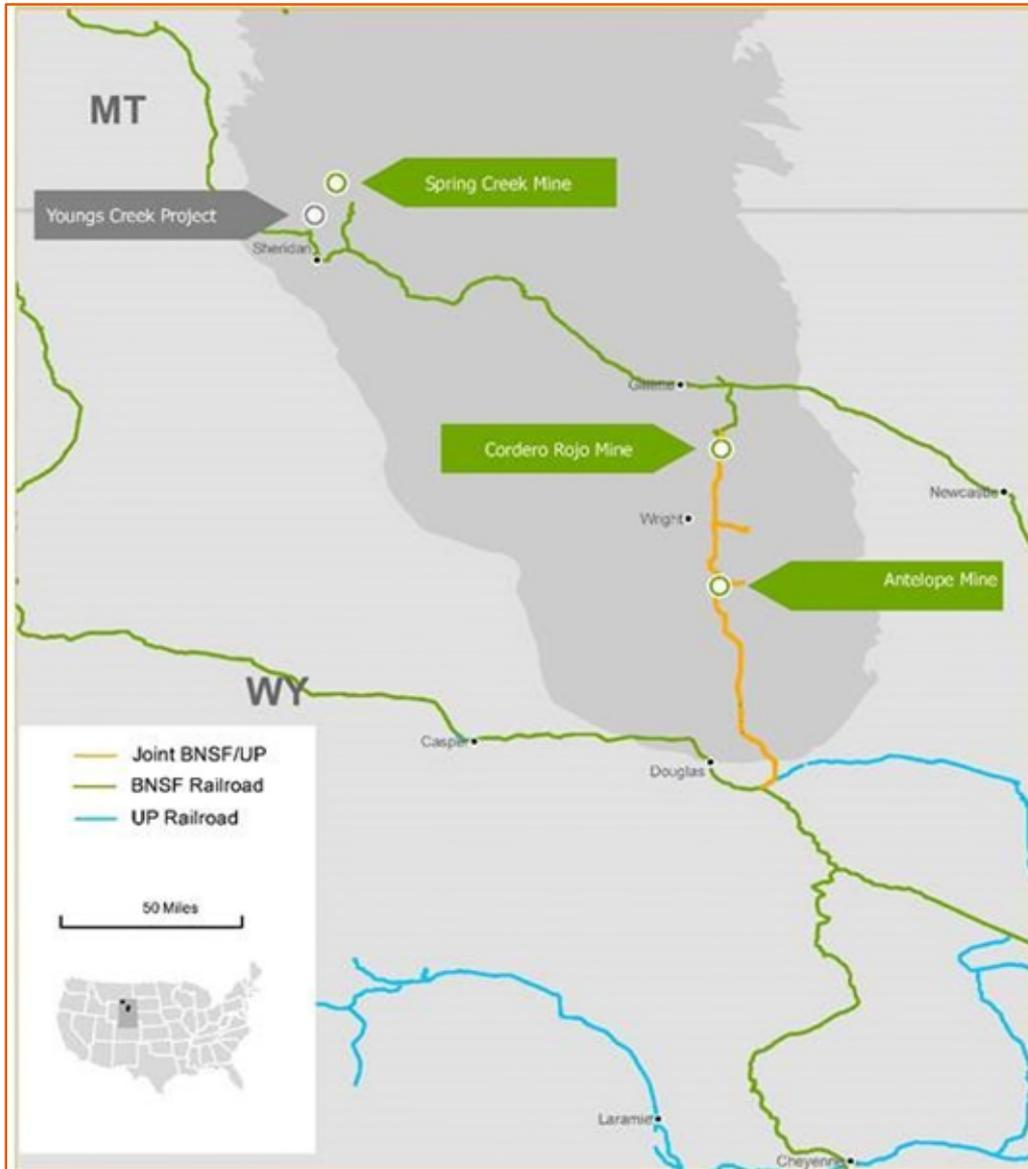 MT
Spring Creek Mine
Youngs Creek Project
Sheridan
Gillette
Cordero Rojo Mine
Newcastle
Wright
Antelope Mine
WY
Casper
Douglas
Joint BNSF/UP
BNSF Railroad
UP Railroad
50 Miles
Laramie
Cheyenne